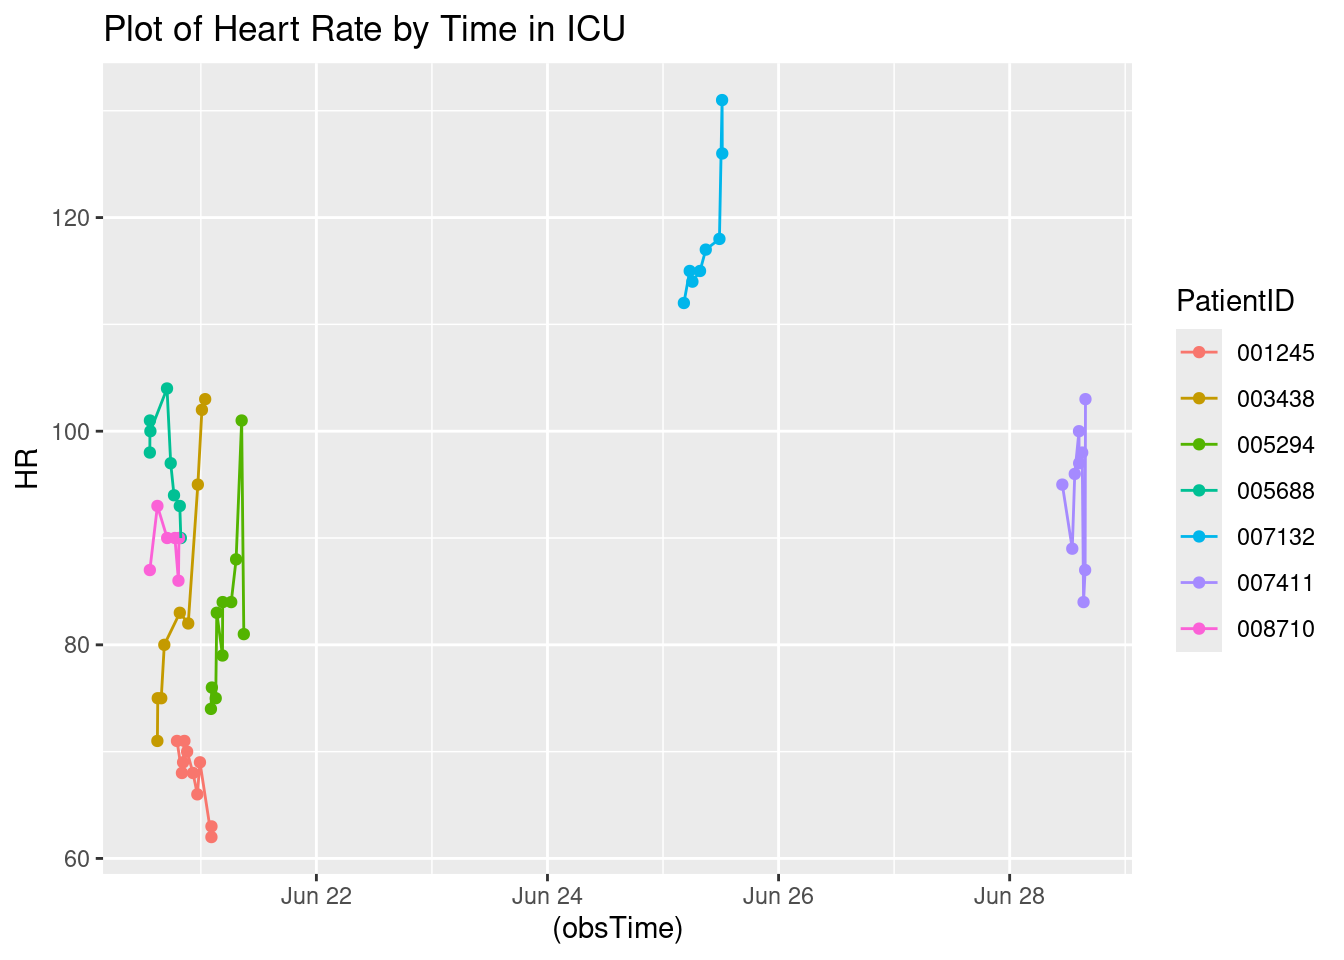 Plot of Heart Rate by Time in ICU
HR
120
100
80
60
Jun 22
Jun 24
Jun 26
Jun 28
(obsTime)
PatientID
001245
003438
005294
005688
007132
007411
008710